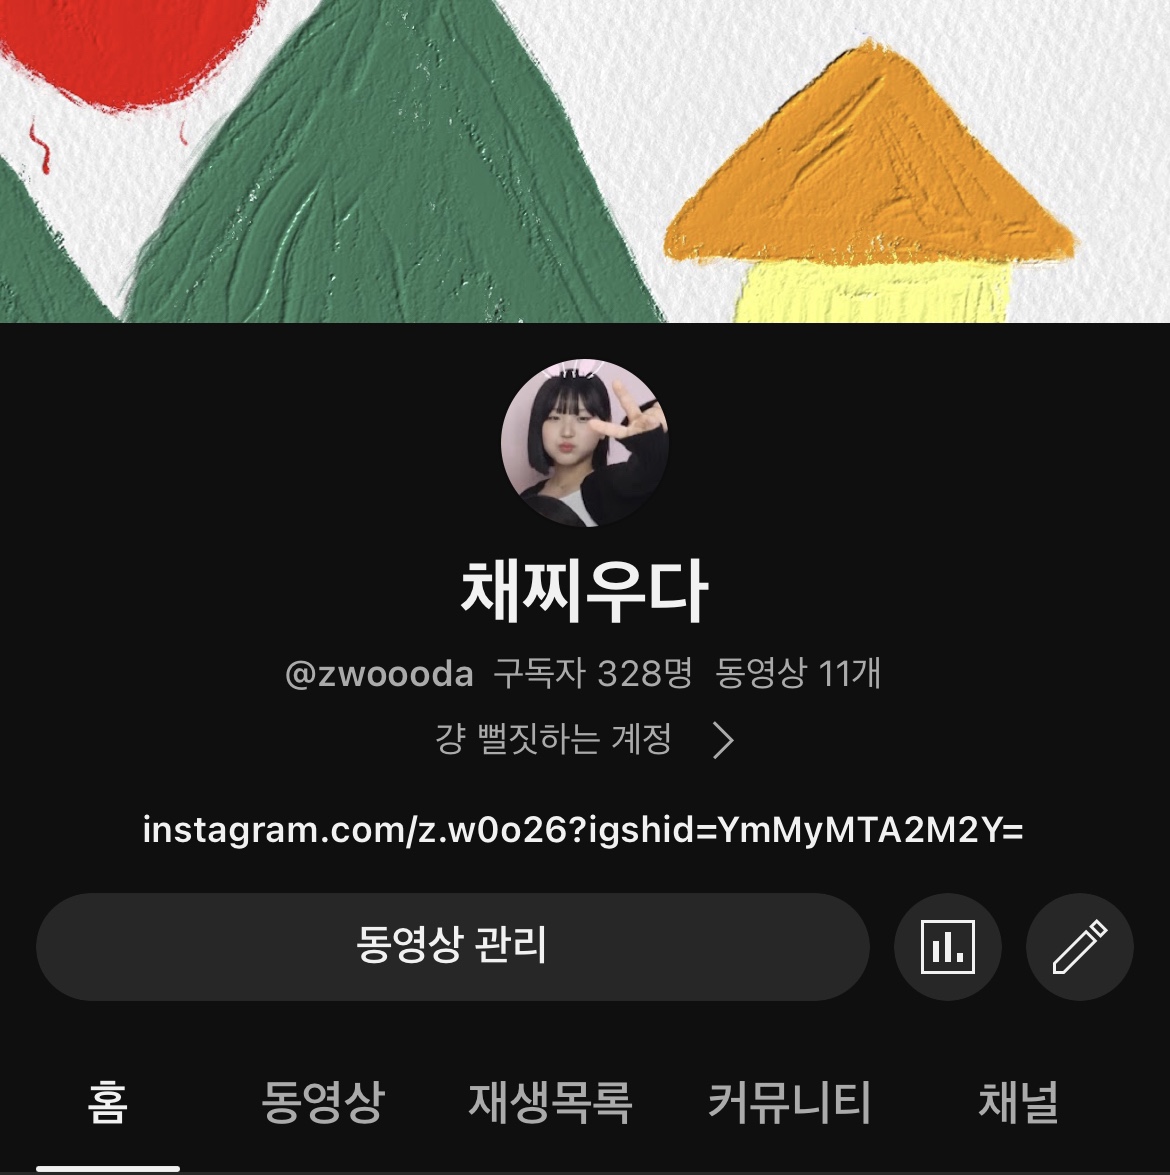 채찌우다
@zwoooda 구독자 328명 동영상 11개
걍 뻘짓하는 계정
instagram.com/z.w0o26?igshid=YmMyMTA2M2Y=
동영상 관리
홈 동영상 재생목록 커뮤니티 채널